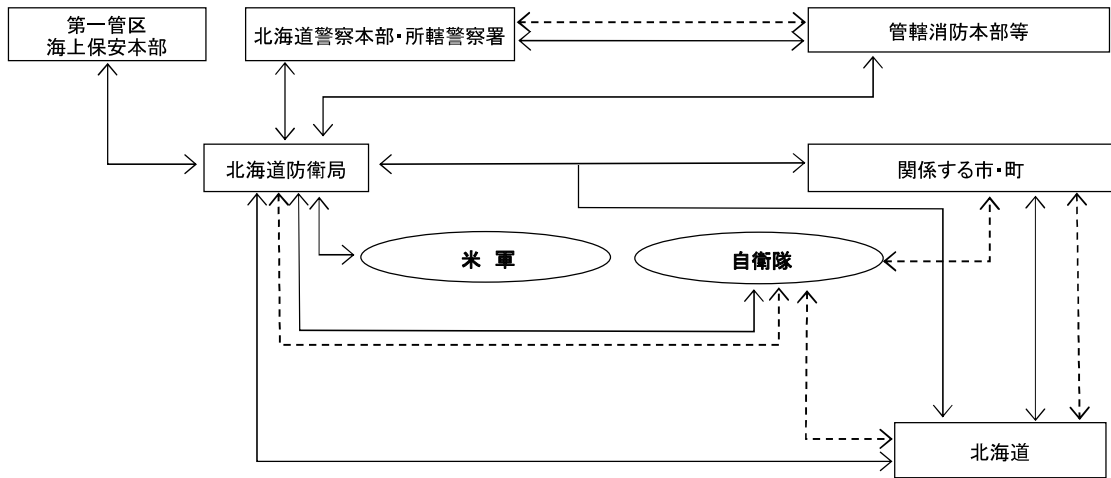 第一管区
海上保安本部
北海道警察本部・所轄警察署
管轄消防本部等
北海道防衛局
関係する市・町
米 軍
自衛隊
北海道